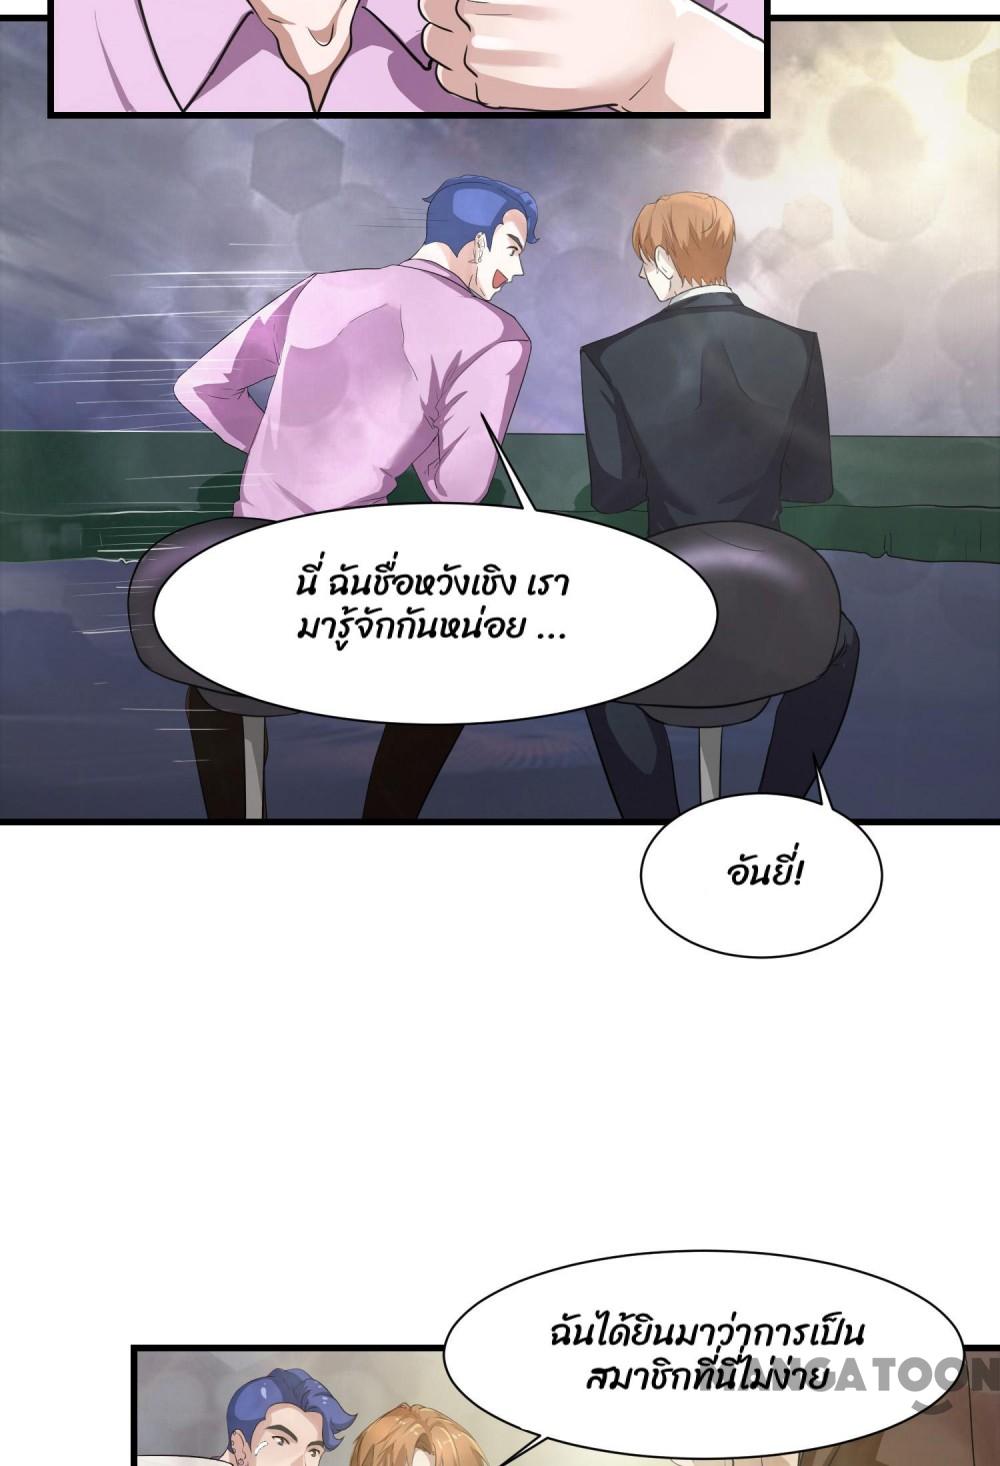 นี่ ฉันชื่อหวังเชิง เรา
มารู้จักกันหน่อย ...
อันยี่!
ฉันได้ยินมาว่าการเป็น
สมาชิกที่นี่ไม่ง่าย
MANGATOON